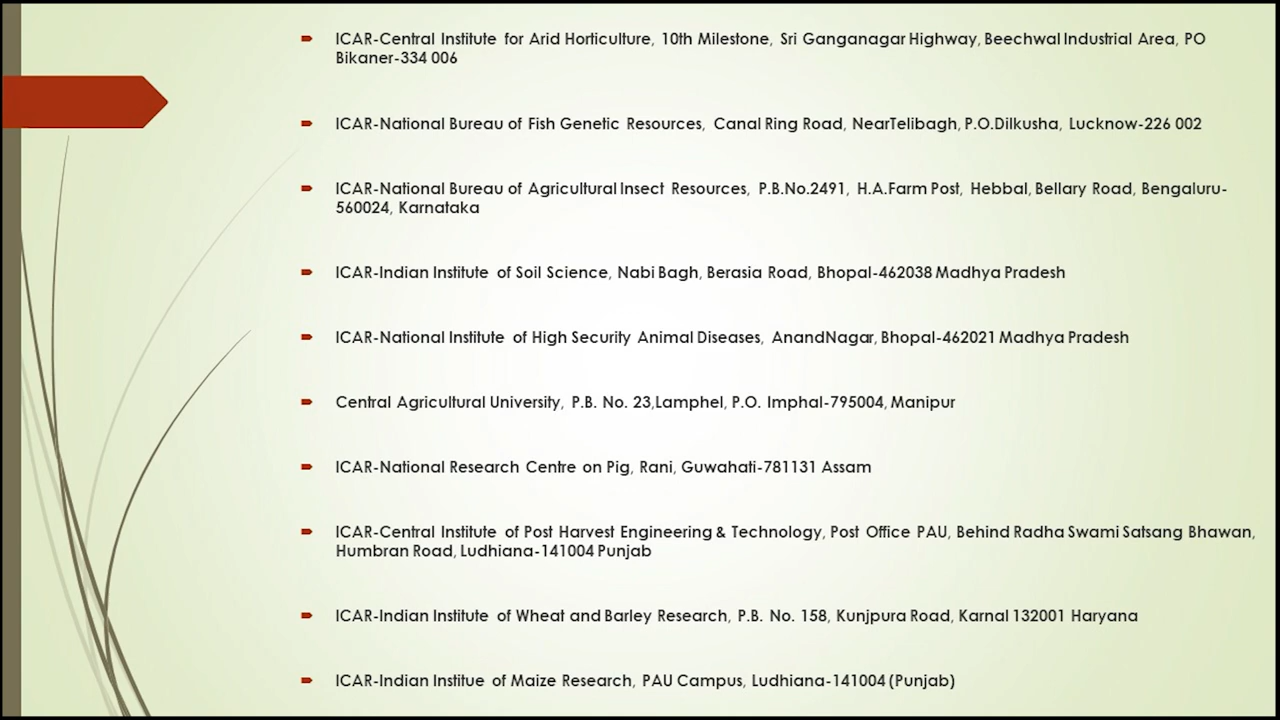 ICAR-Central Institute for Arid Horticulture, 10th Milestone, Sri Ganganagar Highway, Beechwal Industrial Area, PO
Bikaner-334 006
ICAR-National Bureau of Fish Genetic Resources, Canal Ring Road, NearTelibagh, P.O.Dilkusha, Lucknow-226 002
ICAR-National Bureau of Agricultural Insect Resources, P.B.No.2491, H.A.Farm Post, Hebbal, Bellary Road, Bengaluru-
560024, Karnataka
ICAR-Indian Institute of Soil Science, Nabi Bagh, Berasia Road, Bhopal-462038 Madhya Pradesh
ICAR-National Institute of High Security Animal Diseases, AnandNagar, Bhopal-462021 Madhya Pradesh
Central Agricultural University, P.B. No. 23,Lamphel, P.O. Imphal-795004, Manipur
ICAR-National Research Centre on Pig, Rani, Guwahati-781131 Assam
ICAR-Central Institute of Post Harvest Engineering & Technology, Post Office PAU, Behind Radha Swami Satsang Bhawan,
Humbran Road, Ludhiana-141004 Punjab
ICAR-Indian Institute of Wheat and Barley Research, P.B. No. 158, Kunjpura Road, Karnal 132001 Haryana
ICAR-Indian Institue of Maize Research, PAU Campus, Ludhiana-141004 (Punjab)